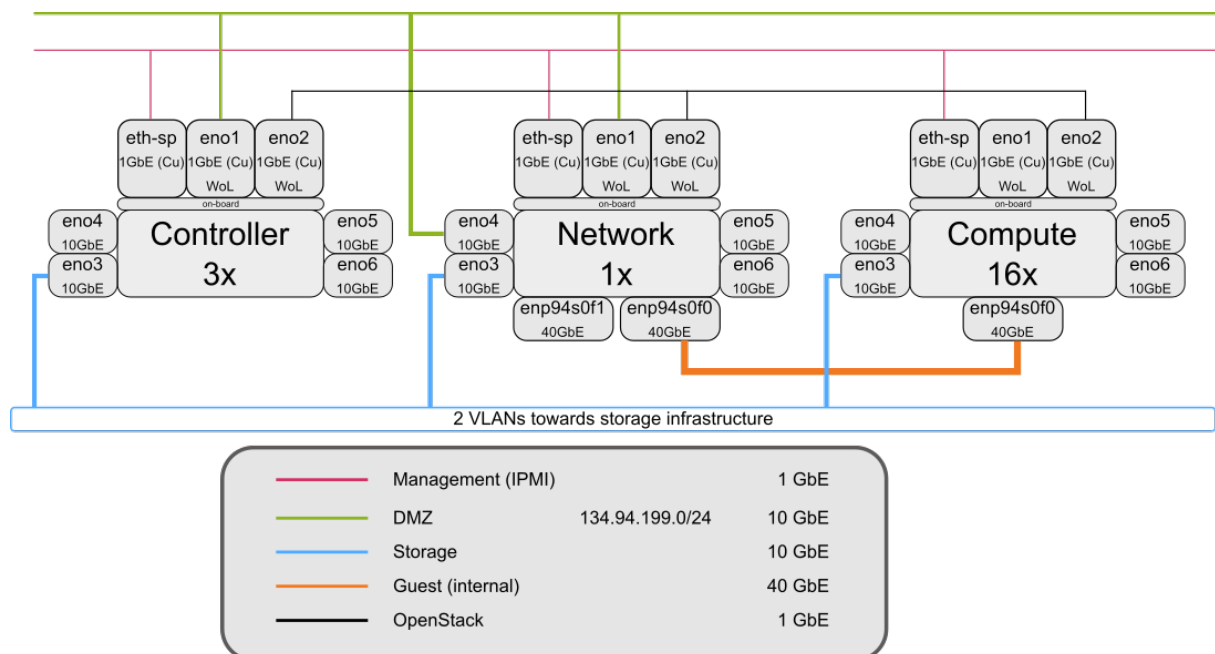 eth-sp
1GbE (Cu)
eno1
1GbE (Cu)
WoL
eno2
1GbE (Cu)
WoL
on-board
eno4
10GbE
eno3
10GbE
Controller
3x
eno5
10GbE
eno6
10GbE
eth-sp
1GbE (Cu)
eno1
1GbE (Cu)
WoL
eno2
1GbE (Cu)
WoL
on-board
eno4
10GbE
eno3
10GbE
Network
1x
eno5
10GbE
eno6
10GbE
enp94s0f1
40GbE
enp94s0f0
40GbE
eth-sp
1GbE (Cu)
eno1
1GbE (Cu)
WoL
eno2
1GbE (Cu)
WoL
on-board
eno4
10GbE
eno3
10GbE
Compute
16x
eno5
10GbE
eno6
10GbE
enp94s0f0
40GbE
2 VLANs towards storage infrastructure
Management (IPMI) 1 GbE
DMZ 134.94.199.0/24 10 GbE
Storage 10 GbE
Guest (internal) 40 GbE
OpenStack 1 GbE